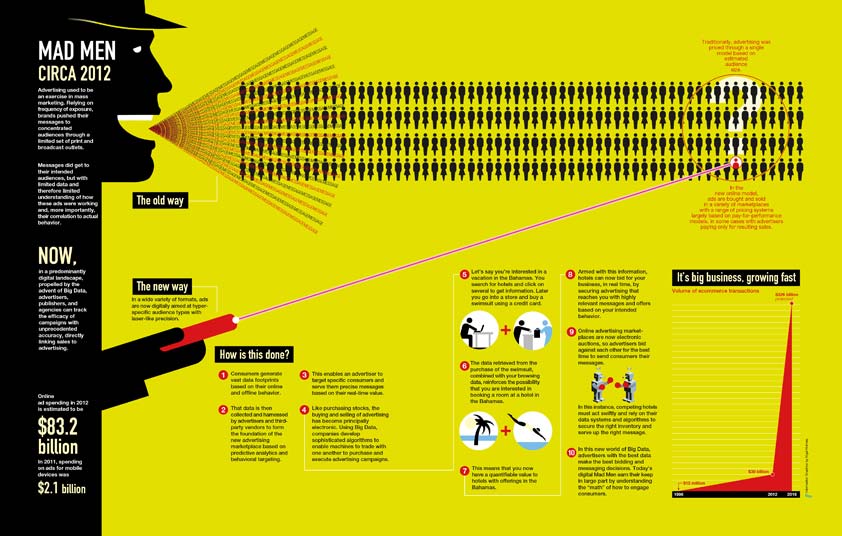 MAD MEN
CIRCA 2012
Advertising used to be
an exercise in mass
marketing. Relying on
frequency of exposure,
brands pushed their
messages to
concentrated
audiences through a
limited set of print and
broadcast outlets.
Messages did get to
their intended
audiences, but with
limited data and
therefore limited
understanding of how
these ads were working
and, more importantly,
their correlation to actual
behavior.
The old way
Traditionally, advertising was
priced through a single
model based on
estimated
audience
size.
?
In the
new online model,
ads are bought and sold
in a variety of marketplaces
with a range of pricing systems
largely based on pay-for-performance
models, in some cases with advertisers
paying only for resulting sales.
NOW,
in a predominantly
digital landscape,
propelled by the
advent of Big Data,
advertisers,
publishers, and
agencies can track
the efficacy of
campaigns with
unprecedented
accuracy, directly
linking sales to
advertising.
The new way
In a wide variety of formats, ads
are now digitally aimed at hyper-
specific audience types with
laser-like precision.
Online
ad spending in 2012
is estimated to be
$83.2
billion
In 2011, spending
on ads for mobile
devices was
$2.1 billion
How is this done?
1 Consumers generate
vast data footprints
based on their online
and offline behavior.
2 That data is then
collected and harnessed
by advertisers and third-
party vendors to form
the foundation of the
new advertising
marketplace based on
predictive analytics and
behavioral targeting.
3 This enables an advertiser to
target specific consumers and
serve them precise messages
based on their real-time value.
4 Like purchasing stocks, the
buying and selling of advertising
has become principally
electronic. Using Big Data,
companies develop
sophisticated algorithms to
enable machines to trade with
one another to purchase and
execute advertising campaigns.
5 Let's say you're interested in a
vacation in the Bahamas. You
search for hotels and click on
several to get information. Later
you go into a store and buy a
swimsuit using a credit card.
+
6 The data retrieved from the
purchase of the swimsuit,
combined with your browsing
data, reinforces the possibility
that you are interested in
booking a room at a hotel in
the Bahamas.
+
7 This means that you now
have a quantifiable value to
hotels with offerings in the
Bahamas.
8 Armed with this information,
hotels can now bid for your
business, in real time, by
securing advertising that
reaches you with highly
relevant messages and offers
based on your intended
behavior.
9 Online advertising market-
places are now electronic
auctions, so advertisers bid
against each other for the best
time to send consumers their
messages.
In this instance, competing hotels
must act swiftly and rely on their
data systems and algorithms to
secure the right inventory and
serve up the right message.
10 In this new world of Big Data,
advertisers with the best data
make the best bidding and
messaging decisions. Today's
digital Mad Men earn their keep
in large part by understanding
the "math" of how to engage
consumers.
It's big business, growing fast
Volume of ecommerce transactions
billion
projected
billion
million
1996
2012